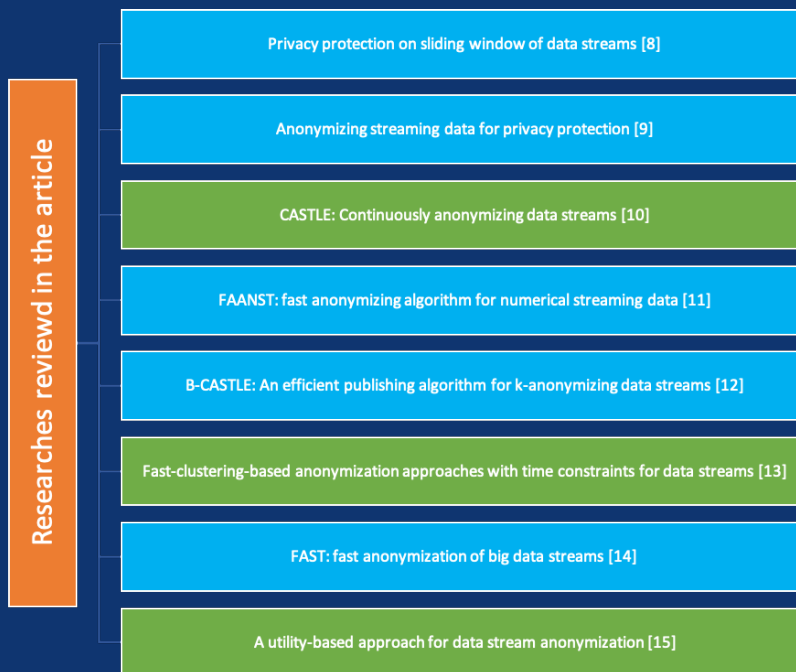 Researches reviewd in the article
Privacy protection on sliding window of data streams [8]
Anonymizing streaming data for privacy protection [9]
CASTLE: Continuously anonymizing data streams [10]
FAANST: fast anonymizing algorithm for numerical streaming data [11]
B-CASTLE: An efficient publishing algorithm for k-anonymizing data streams [12]
Fast-clustering-based anonymization approaches with time constraints for data streams [13]
FAST: fast anonymization of big data streams [14]
A utility-based approach for data stream anonymization [15]